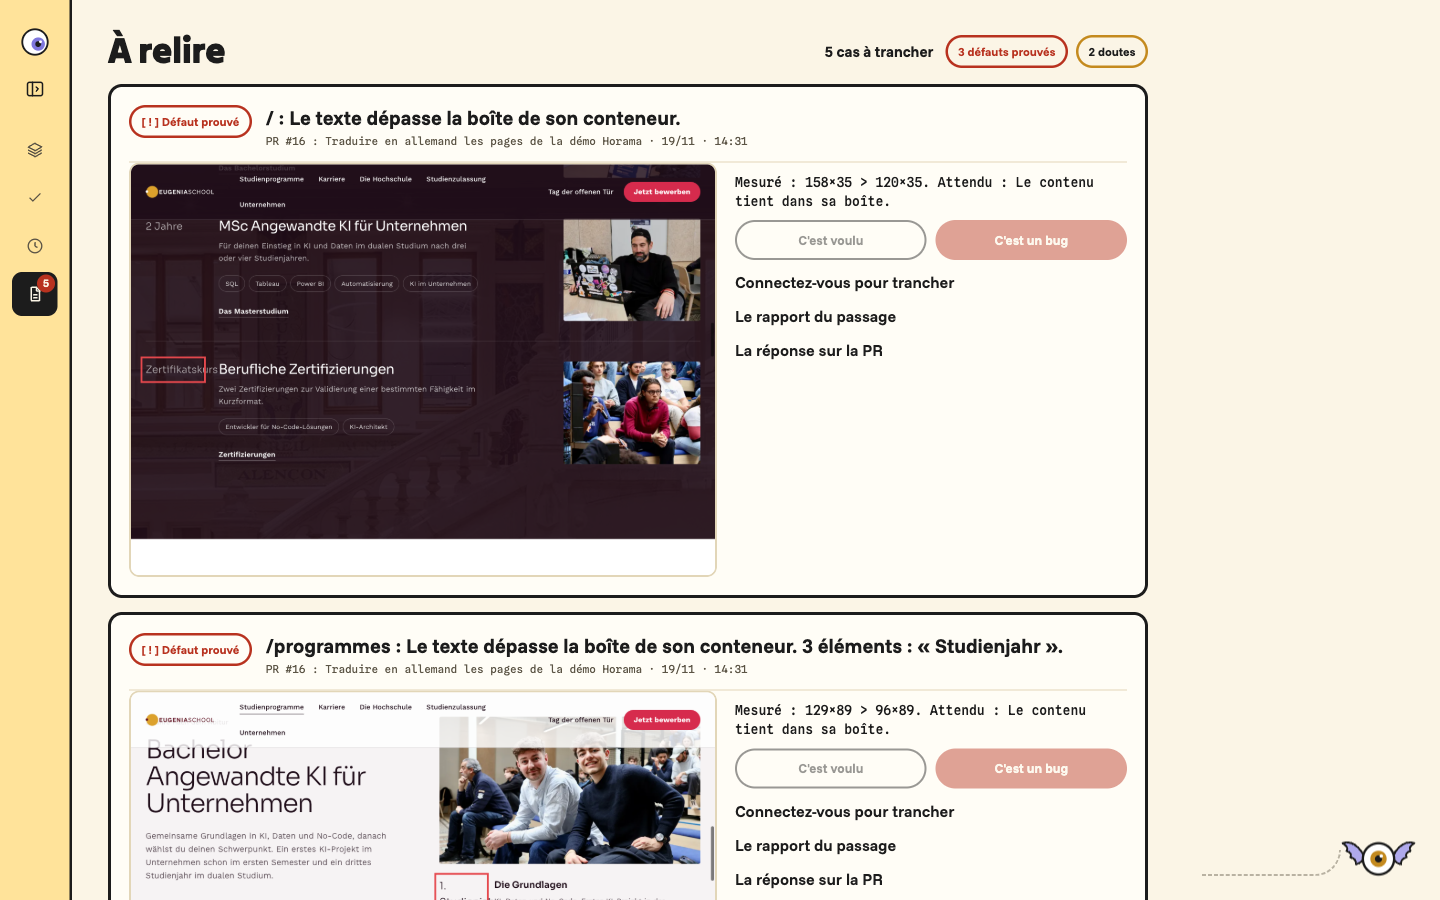 À relire
5 cas à trancher
3 défauts prouvés
2 doutes
5
[ ! ] Défaut prouvé
/ : Le texte dépasse la boîte de son conteneur.
PR #16 : Traduire en allemand les pages de la démo Horama · 19/11 · 14:31
Das Bachelorstudium
EUGENIASCHOOL
Studienprogramme
Karriere
Die Hochschule
Studienzulassung
Unternehmen
Tag der offenen Tür
Jetzt bewerben
2 Jahre
MSc Angewandte KI für Unternehmen
Für deinen Einstieg in KI und Daten im dualen Studium nach drei
oder vier Studienjahren.
SQL
Tableau
Power BI
Automatisierung
KI im Unternehmen
Das Masterstudium
Zertifikatskurs
Berufliche Zertifizierungen
Zwei Zertifizierungen zur Validierung einer bestimmten Fähigkeit im
Kurzformat.
Entwickler für No-Code-Lösungen
KI-Architekt
Zertifizierungen
ALENCON
Mesuré : 158×35 > 120×35. Attendu : Le contenu
tient dans sa boîte.
C'est voulu
C'est un bug
Connectez-vous pour trancher
Le rapport du passage
La réponse sur la PR
[ ! ] Défaut prouvé
/programmes : Le texte dépasse la boîte de son conteneur. 3 éléments : « Studienjahr ».
PR #16 : Traduire en allemand les pages de la démo Horama · 19/11 · 14:31
EUGENIASCHOOL
Studienprogramme
Karriere
Die Hochschule
Studienzulassung
Unternehmen
Tag der offenen Tür
Jetzt bewerben
Bachelor
Angewandte KI für
Unternehmen
Gemeinsame Grundlagen in KI, Daten und No-Code, danach
wählst du deinen Schwerpunkt. Ein erstes KI-Projekt im
Unternehmen schon im ersten Semester und ein drittes
Studienjahr im dualen Studium.
1.
Die Grundlagen
Mesuré : 129×89 > 96×89. Attendu : Le contenu
tient dans sa boîte.
C'est voulu
C'est un bug
Connectez-vous pour trancher
Le rapport du passage
La réponse sur la PR